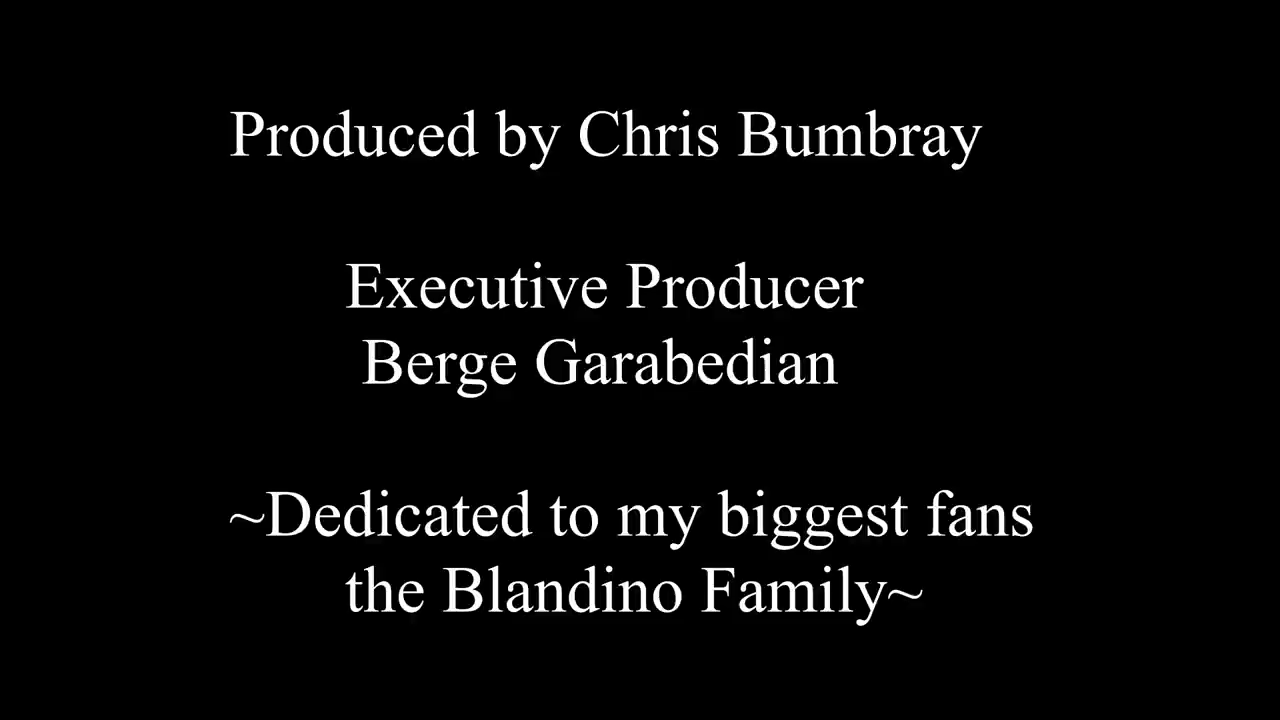 Produced by Chris Bumbray
Executive Producer
Berge Garabedian
~Dedicated to my biggest fans
the Blandino Family~